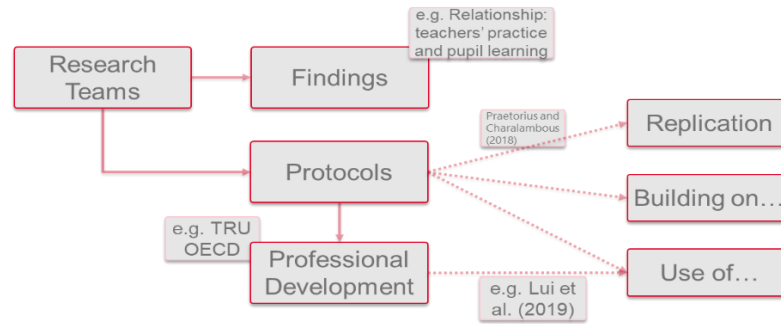 e.g. Relationship:
teachers' practice
and pupil learning
Research
Teams
Findings
Praetorius and
Charalambous
(2018)
Replication
Protocols
Building on...
e.g. TRU
OECD
Professional
Development
e.g. Lui et
al. (2019)
Use of...